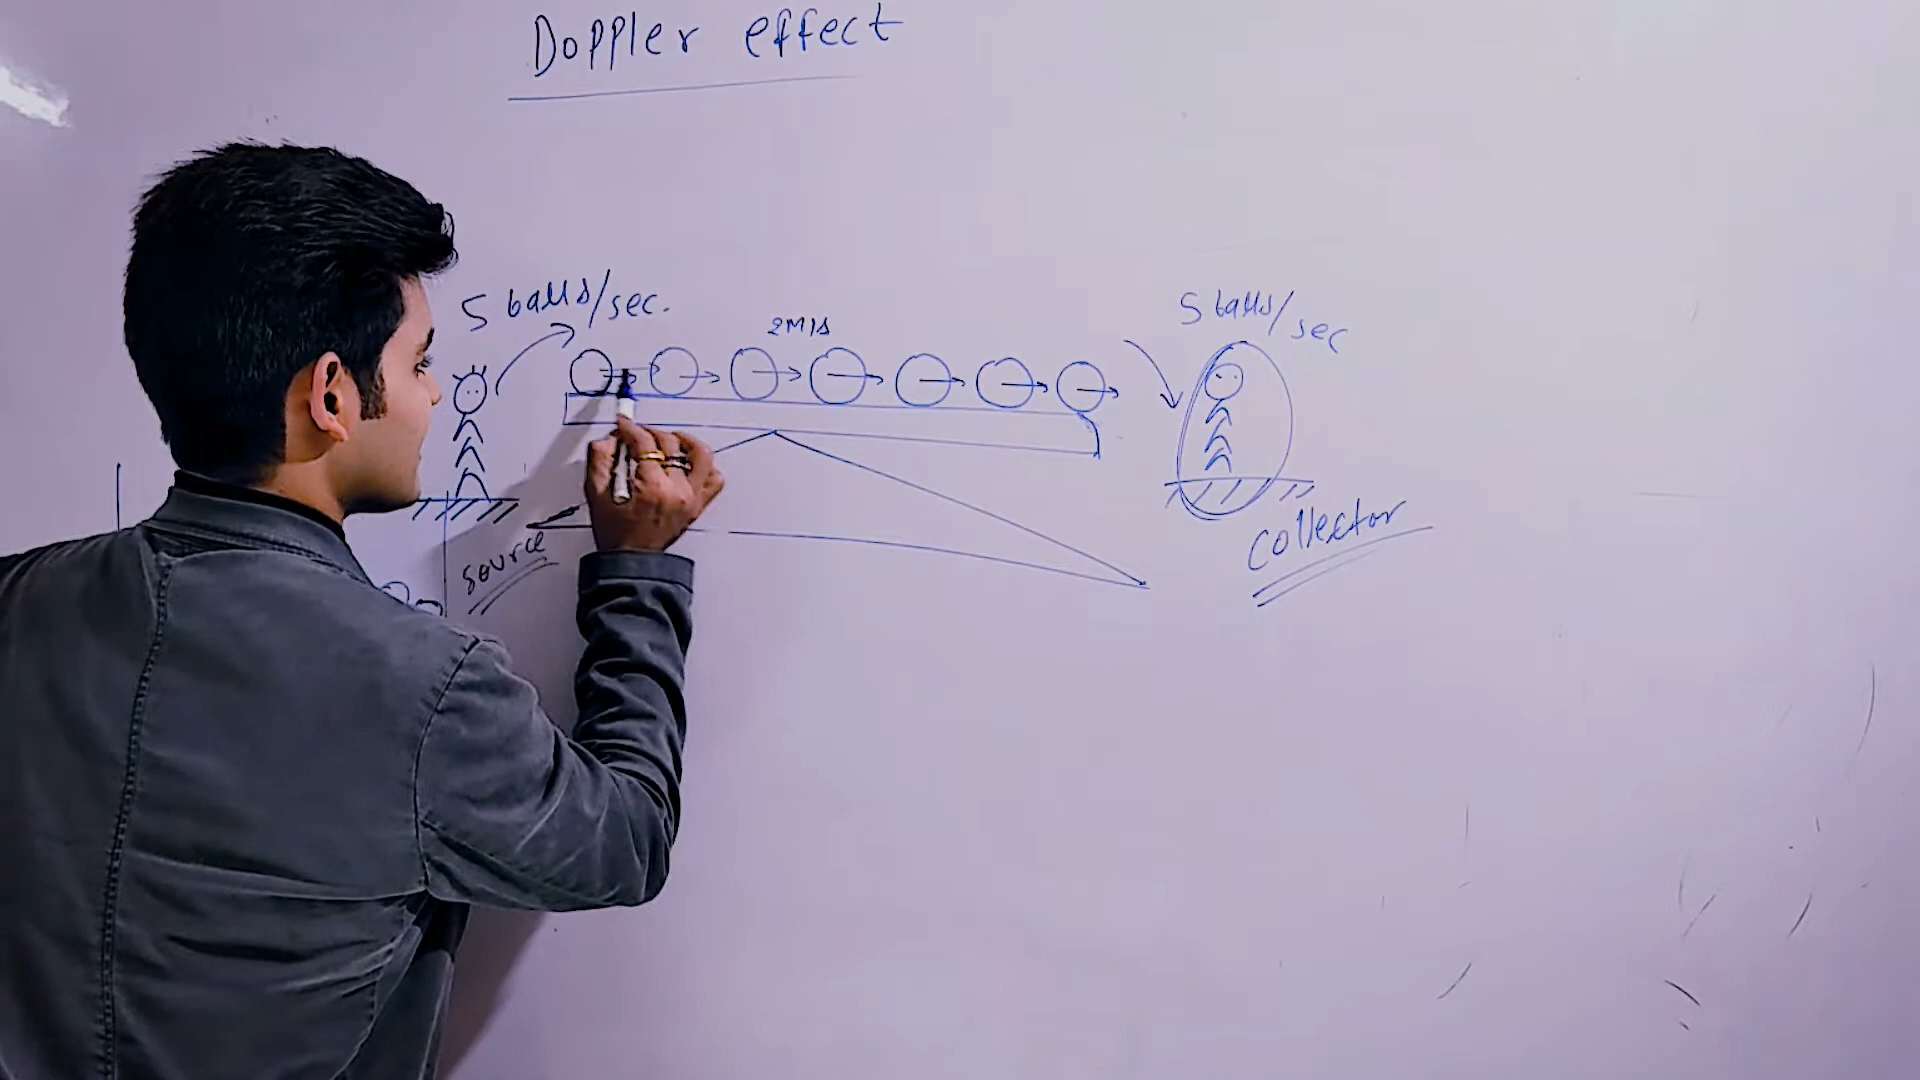 Doppler effect
5 balls/sec.
2M/S
5 balls/
sec
source
collector